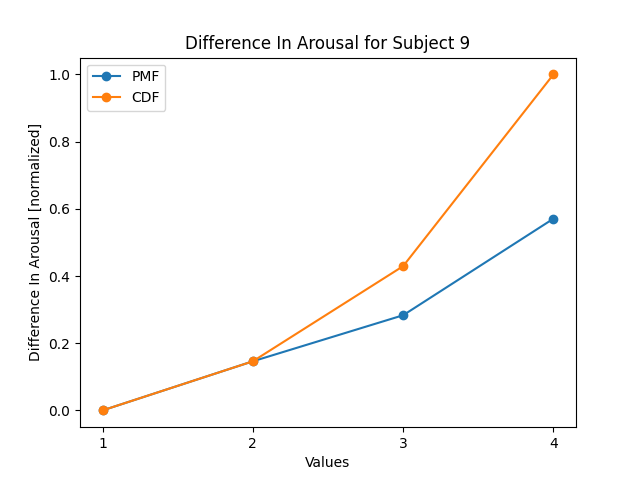 Difference In Arousal for Subject 9
PMF
CDF
1.0
0.8
0.6
0.4
0.2
0.0
Difference In Arousal [normalized]
1 2 3 4
Values